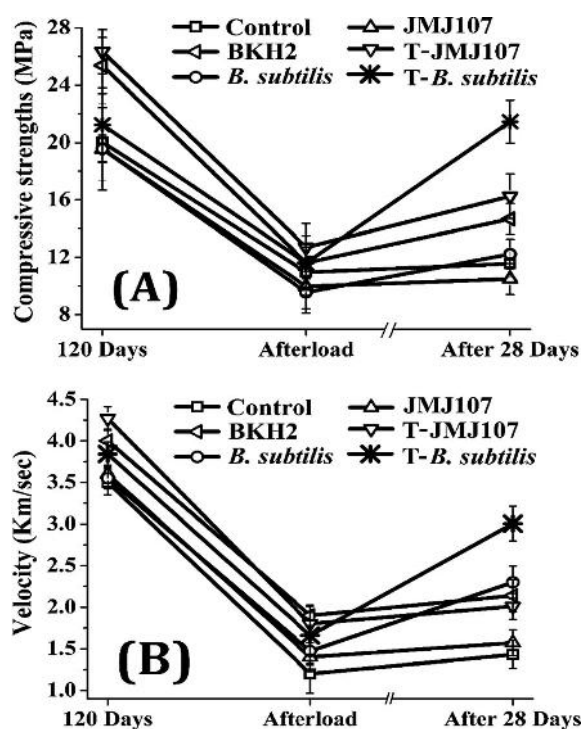 Compressive strengths (MPa)
28
24
20
16
12
8
Control
BKH2
B. subtilis
JMJ107
T-JMJ107
T-B. subtilis
(A)
120 Days
Afterload
After 28 Days
Velocity (Km/sec)
4.5
4.0
3.5
3.0
2.5
2.0
1.5
1.0
Control
BKH2
B. subtilis
JMJ107
T-JMJ107
T-B. subtilis
(B)
120 Days
Afterload
After 28 Days